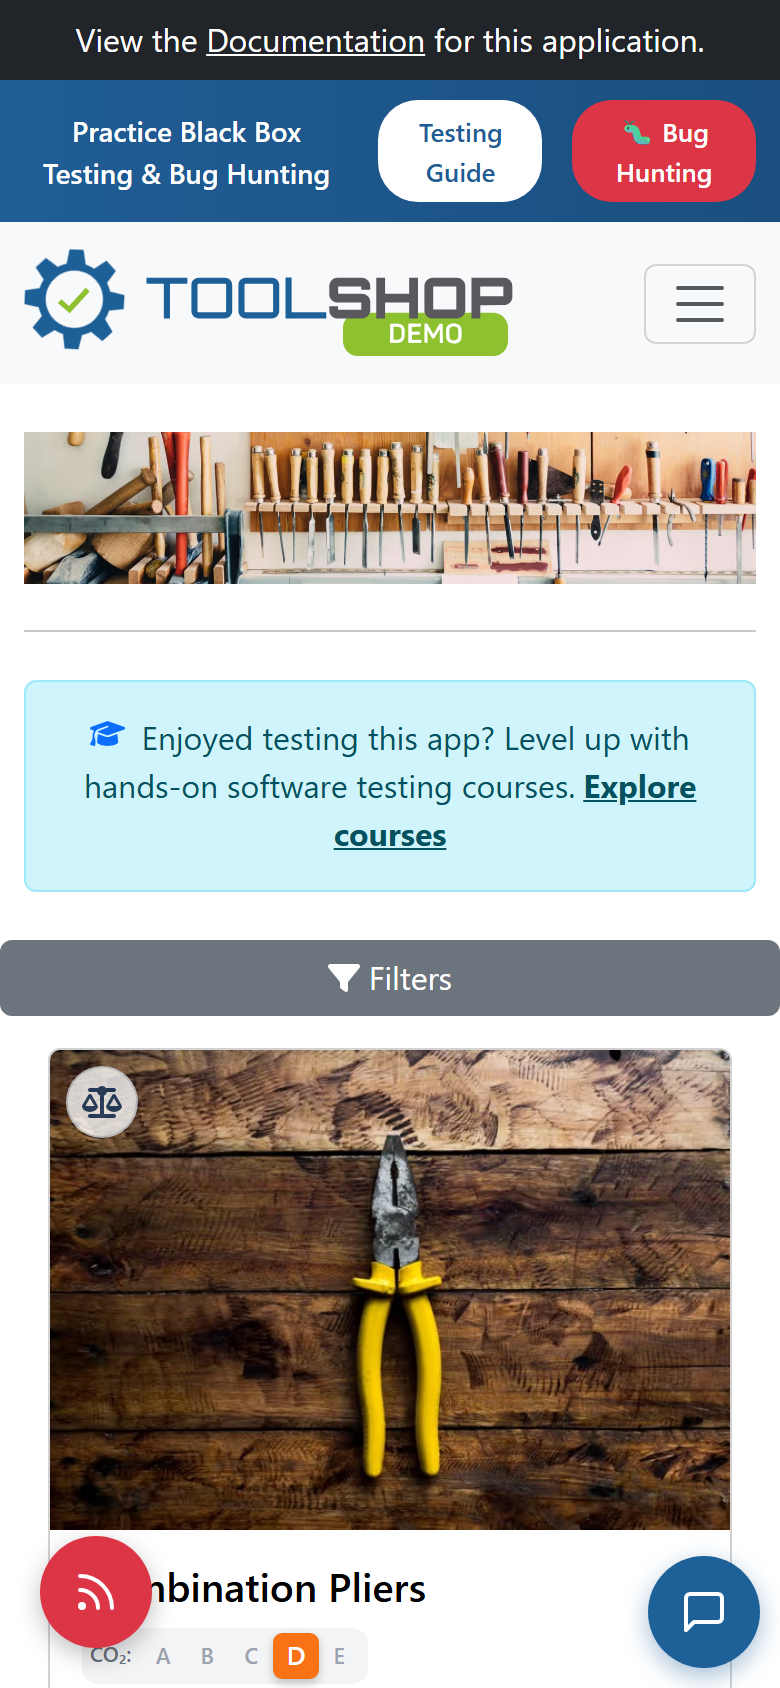 View the Documentation for this application.
Practice Black Box
Testing & Bug Hunting
Testing
Guide
Bug
Hunting
TOOLSHOP
DEMO
Enjoyed testing this app? Level up with
hands-on software testing courses. Explore
courses
Filters
Pliers
CO₂: A B C D E